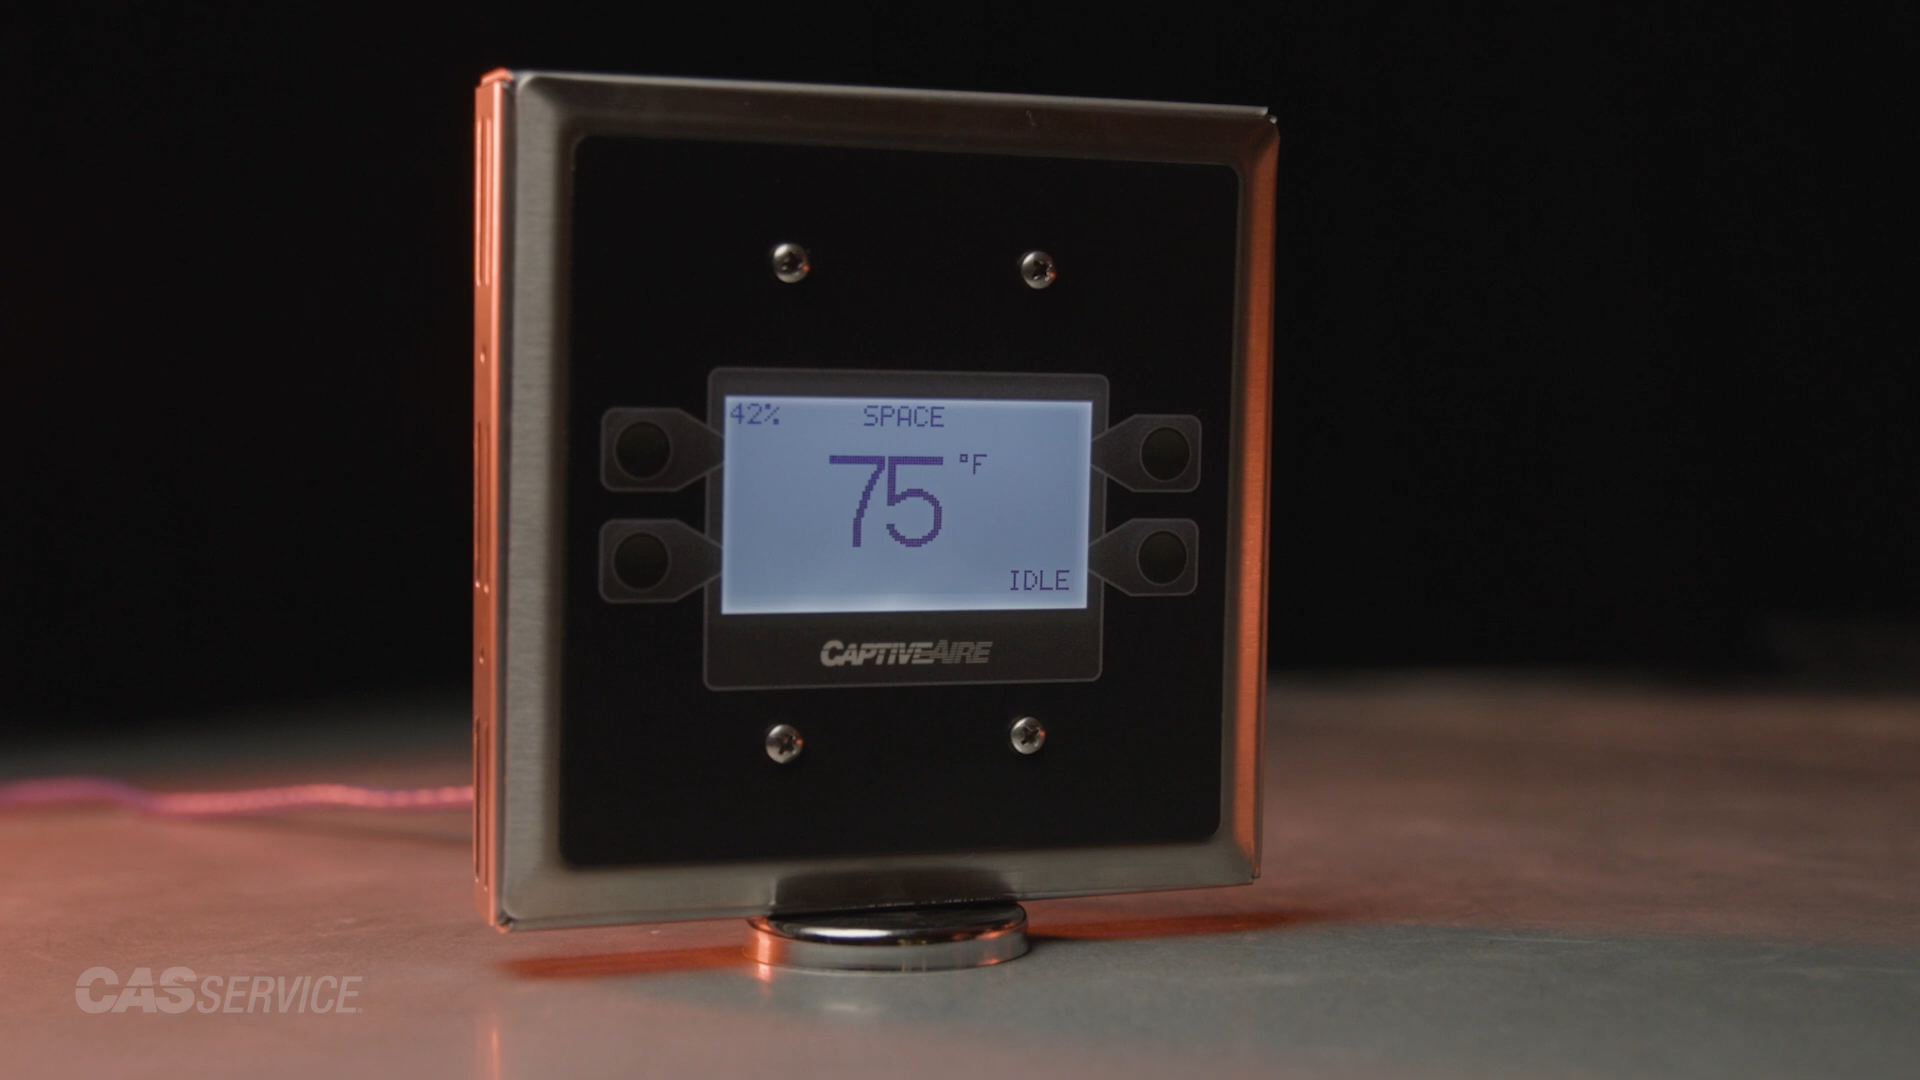 42% SPACE
75 °F
IDLE
CAPTIVEAIRE
CASSERVICE